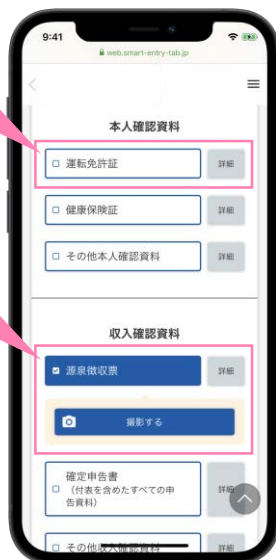 9:41
web.smart-entry-tab.jp
本人確認資料
運転免許証
詳細
健康保険証
詳細
その他本人確認資料
詳細
収入確認資料
源泉徴収票
詳細
撮影する
確定申告書
（付表を含めたすべての申
告資料）
詳細
その他収入確認資料
詳細